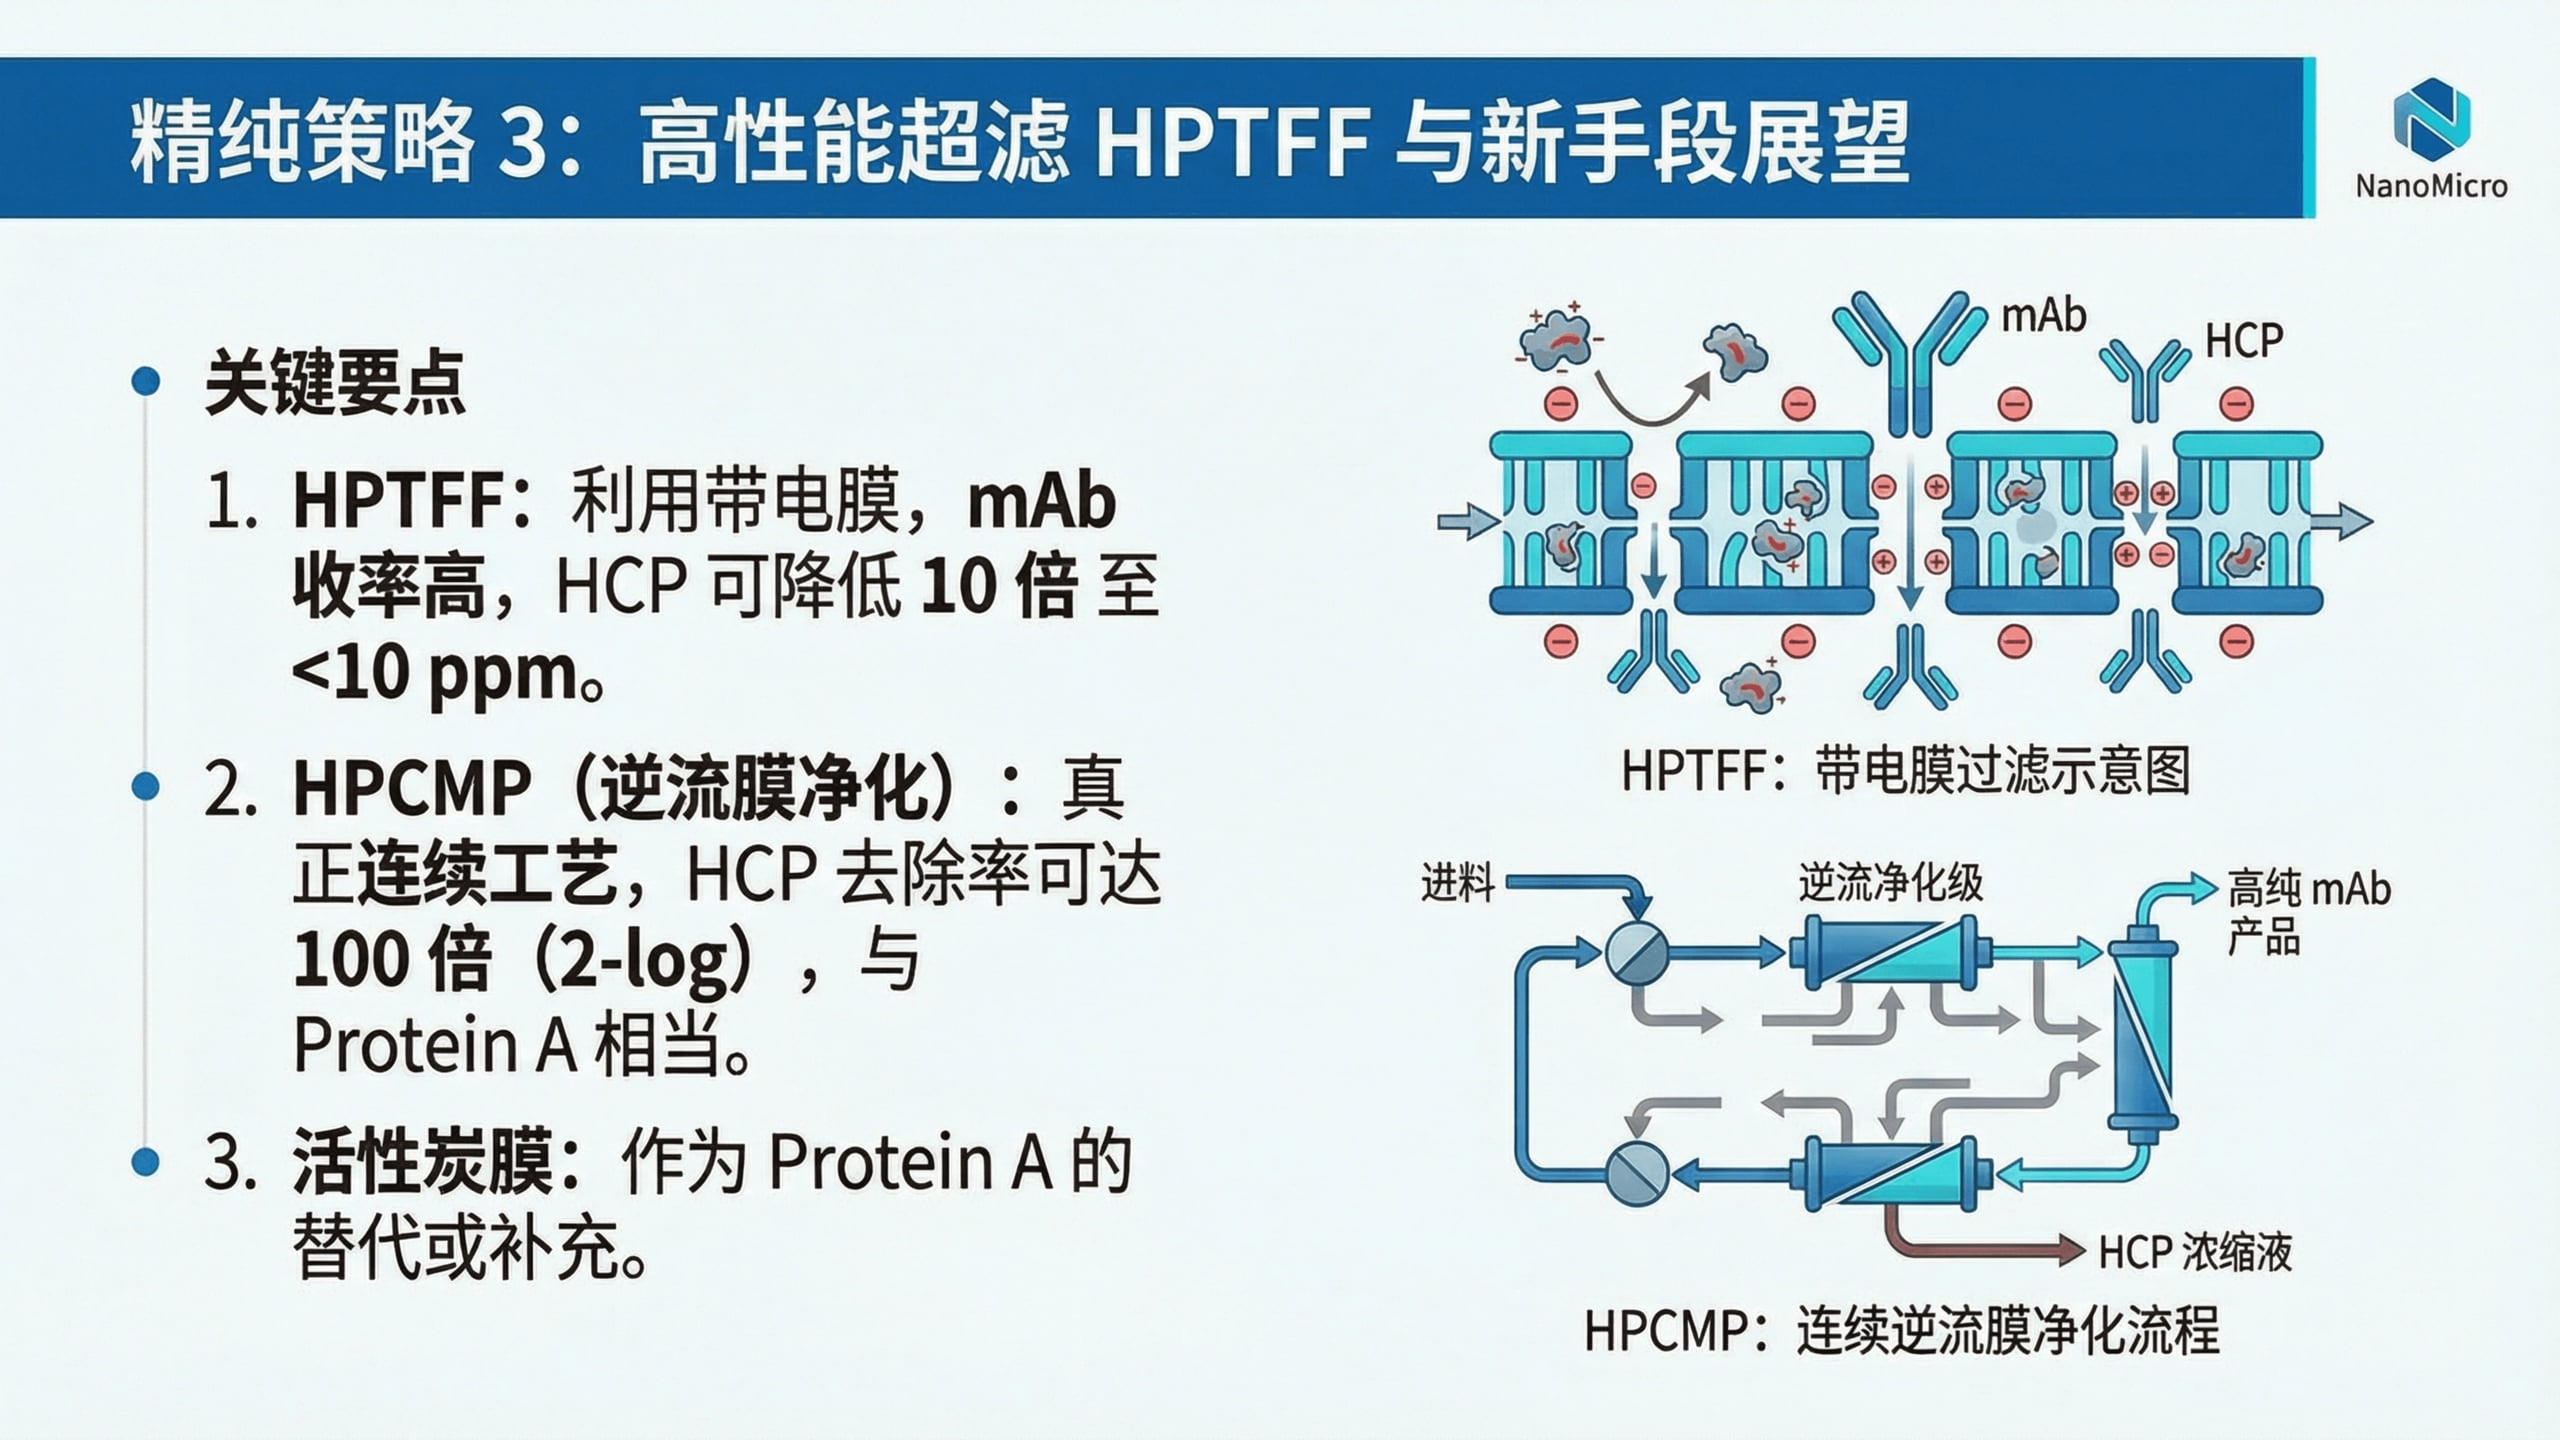 精纯策略 3：高性能超滤 HPTFF 与新手段展望
NanoMicro
关键要点
1. HPTFF：利用带电膜，mAb
收率高，HCP 可降低 10 倍 至
<10 ppm。
2. HPCMP（逆流膜净化）：真
正连续工艺，HCP 去除率可达
100 倍（2-log），与
Protein A 相当。
3. 活性炭膜：作为 Protein A 的
替代或补充。
mAb
HCP
HPTFF：带电膜过滤示意图
进料
逆流净化级
高纯 mAb
产品
HCP 浓缩液
HPCMP：连续逆流膜净化流程